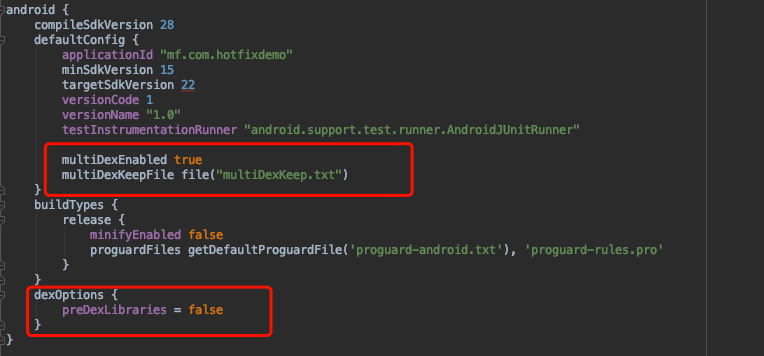 android {
    compileSdkVersion 28
    defaultConfig {
        applicationId "mf.com.hotfixdemo"
        minSdkVersion 15
        targetSdkVersion 22
        versionCode 1
        versionName "1.0"
        testInstrumentationRunner "android.support.test.runner.AndroidJUnitRunner"
        multiDexEnabled true
        multiDexKeepFile file("multiDexKeep.txt")
    }
    buildTypes {
        release {
            minifyEnabled false
            proguardFiles getDefaultProguardFile('proguard-android.txt'), 'proguard-rules.pro'
        }
    }
    dexOptions {
        preDexLibraries = false
    }
}